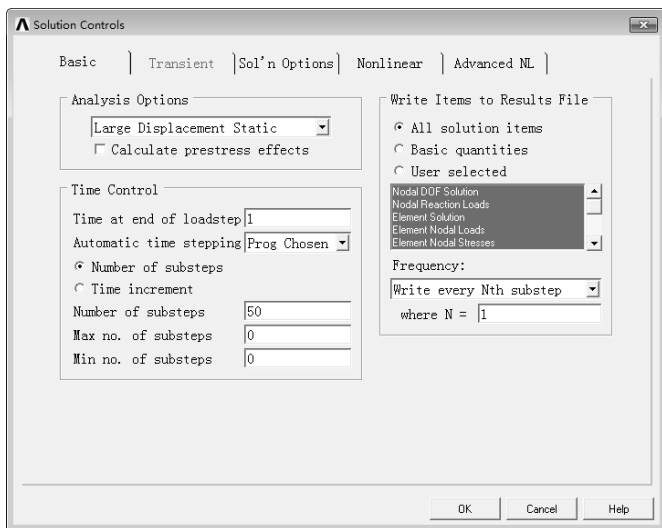 Solution Controls
Basic
Transient
Sol'n Options
Nonlinear
Advanced NL
Analysis Options
Large Displacement Static
Calculate prestress effects
Time Control
Time at end of loadstep 1
Automatic time stepping Prog Chosen
Number of substeps
Time increment
Number of substeps 50
Max no. of substeps 0
Min no. of substeps 0
Write Items to Results File
All solution items
Basic quantities
User selected
Nodal DOF Solution
Nodal Reaction Loads
Element Solution
Element Nodal Loads
Element Nodal Stresses
Frequency:
Write every Nth substep
where N = 1
OK
Cancel
Help